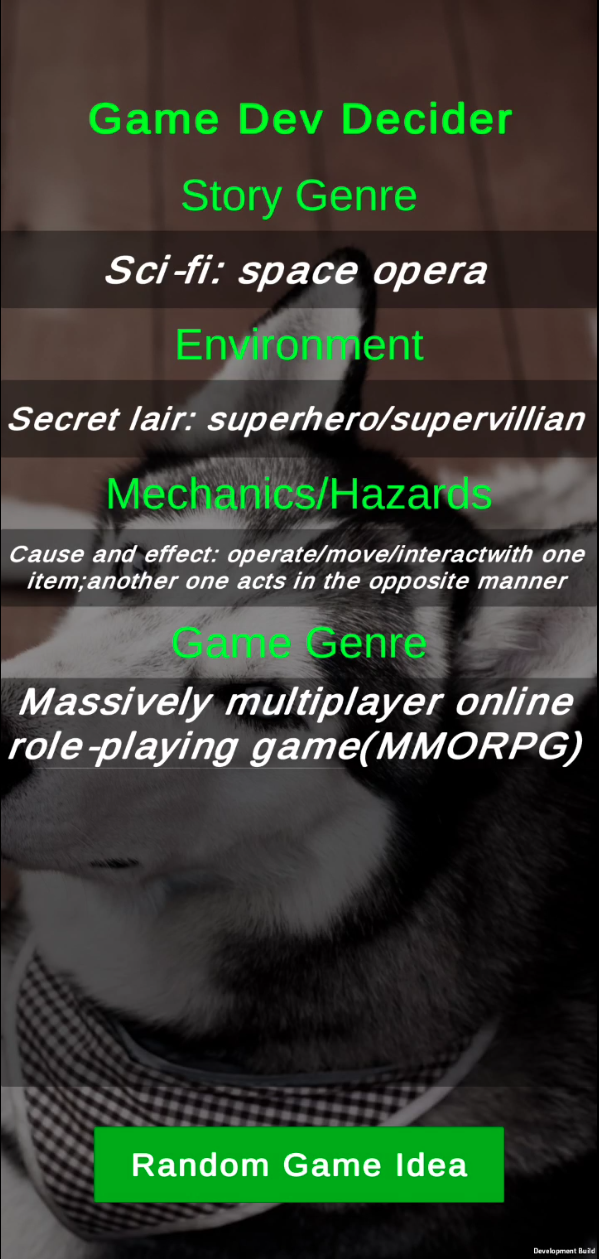 Game Dev Decider
Story Genre
Sci-fi: space opera
Environment
Secret lair: superhero/supervillian
Mechanics/Hazards
Cause and effect: operate/move/interactwith one
item;another one acts in the opposite manner
Game Genre
Massively multiplayer online
role-playing game(MMORPG)
Random Game Idea
Development Build